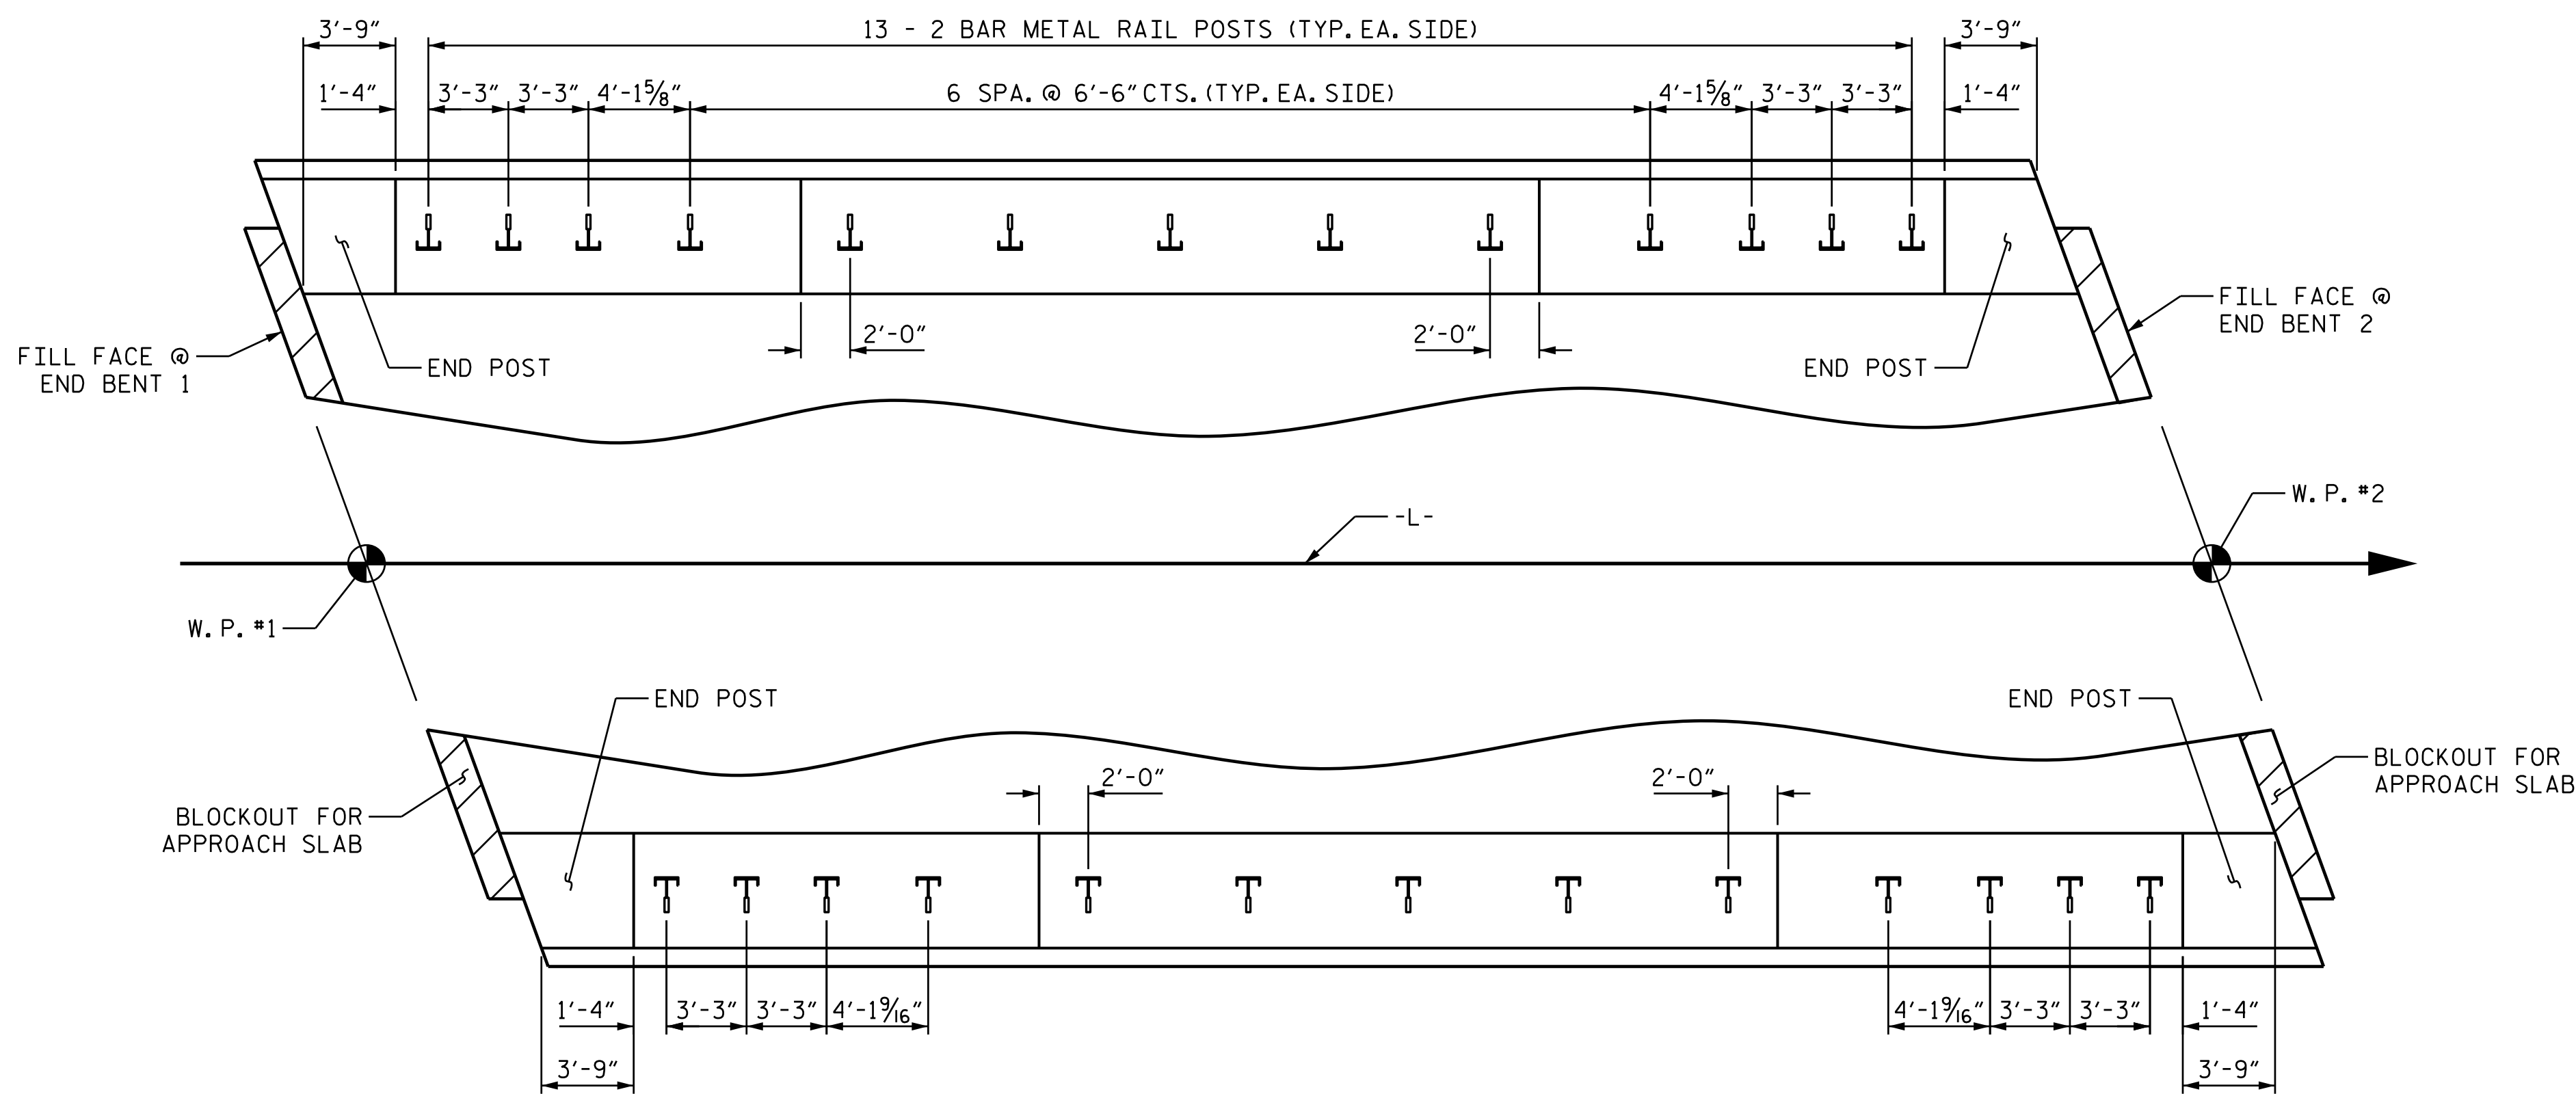 3'-9" 13 - 2 BAR METAL RAIL POSTS (TYP. EA. SIDE) 3'-9"
1'-4" 3'-3" 3'-3" 4'-1⅝" 6 SPA. @ 6'-6" CTS. (TYP. EA. SIDE) 4'-1⅝" 3'-3" 3'-3" 1'-4"
FILL FACE @
END BENT 2
2'-0" 2'-0"
FILL FACE @
END BENT 1
END POST END POST
W. P. #2
-L-
W. P. #1
END POST END POST
BLOCKOUT FOR
APPROACH SLAB
2'-0" 2'-0"
BLOCKOUT FOR
APPROACH SLAB
1'-4" 3'-3" 3'-3" 4'-1 9/16" 4'-1 9/16" 3'-3" 3'-3" 1'-4"
3'-9" 3'-9"